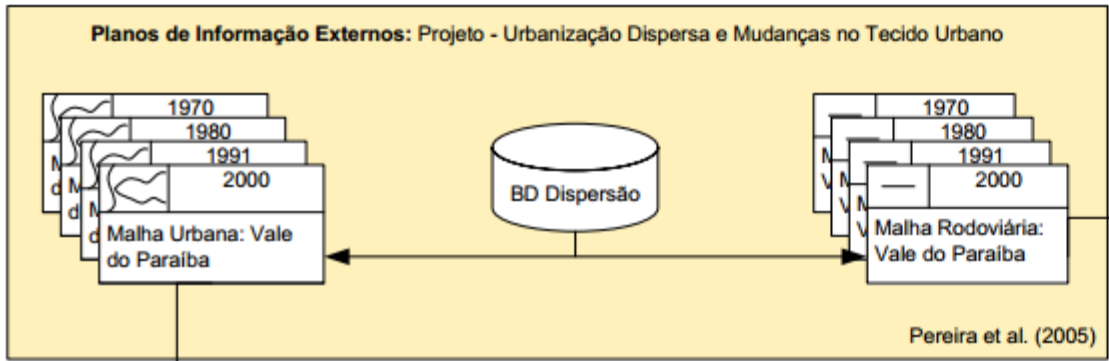 Planos de Informação Externos: Projeto - Urbanização Dispersa e Mudanças no Tecido Urbano
1970
1980
1991
2000
Malha Urbana: Vale
do Paraíba
BD Dispersão
1970
1980
1991
2000
Malha Rodoviária:
Vale do Paraíba
Pereira et al. (2005)